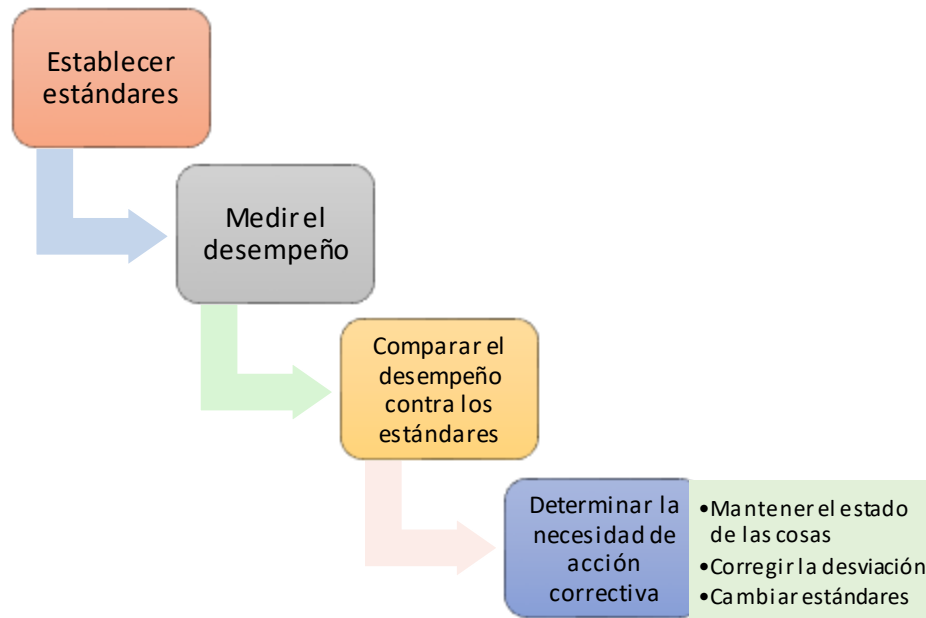 Establecer
estándares
Medir el
desempeño
Comparar el
desempeño
contra los
estándares
Determinar la
necesidad de
acción
correctiva
•Mantener el estado
de las cosas
•Corregir la desviación
•Cambiar estándares